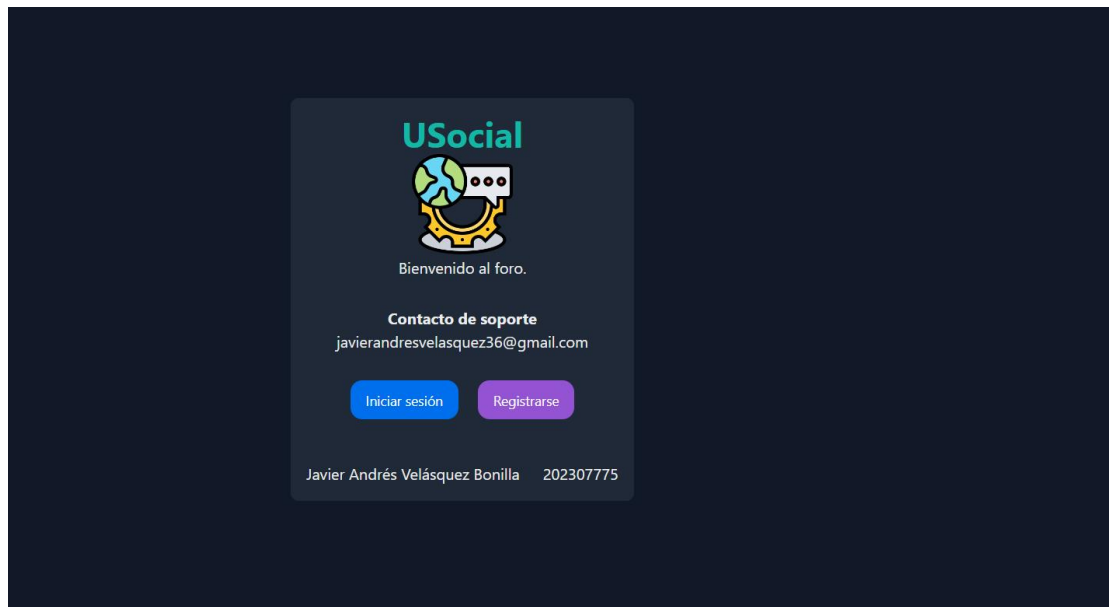 USocial
Bienvenido al foro.
Contacto de soporte
javierandresvelasquez36@gmail.com
Iniciar sesión Registrarse
Javier Andrés Velásquez Bonilla 202307775